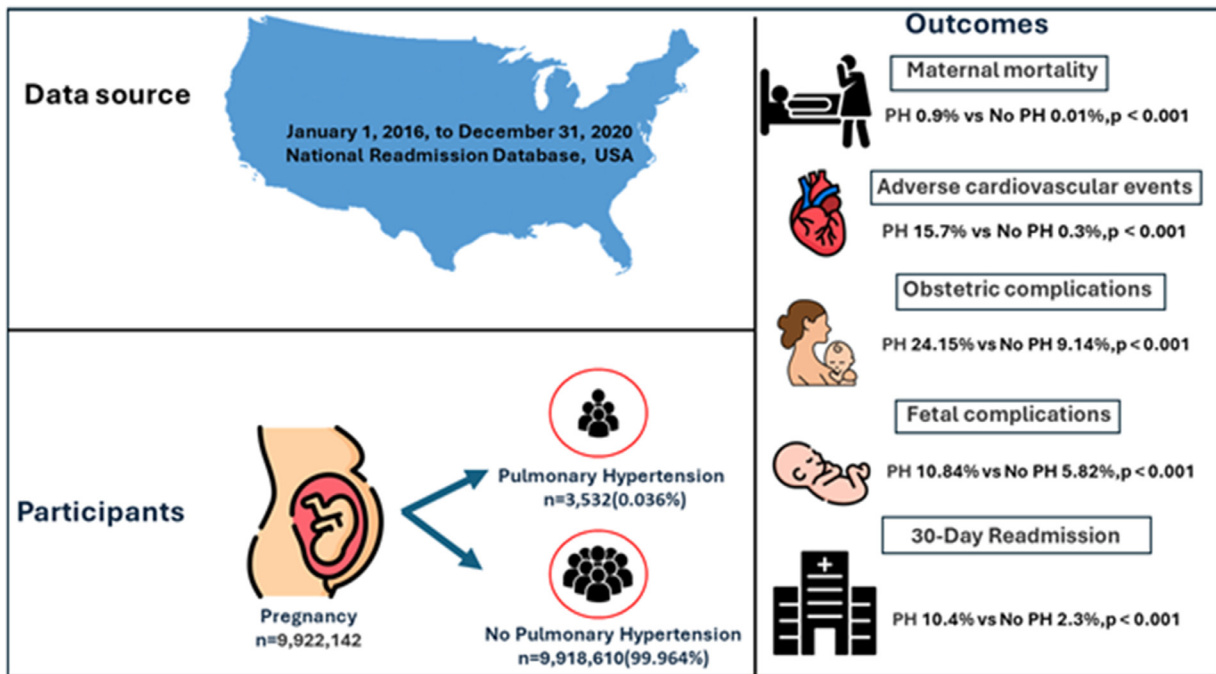 Data source
January 1, 2016, to December 31, 2020
National Readmission Database, USA
Participants
Pregnancy
n=9,922,142
Pulmonary Hypertension
n=3,532(0.036%)
No Pulmonary Hypertension
n=9,918,610(99.964%)
Outcomes
Maternal mortality
PH 0.9% vs No PH 0.01%,p < 0.001
Adverse cardiovascular events
PH 15.7% vs No PH 0.3%,p < 0.001
Obstetric complications
PH 24.15% vs No PH 9.14%,p < 0.001
Fetal complications
PH 10.84% vs No PH 5.82%,p < 0.001
30-Day Readmission
PH 10.4% vs No PH 2.3%,p < 0.001